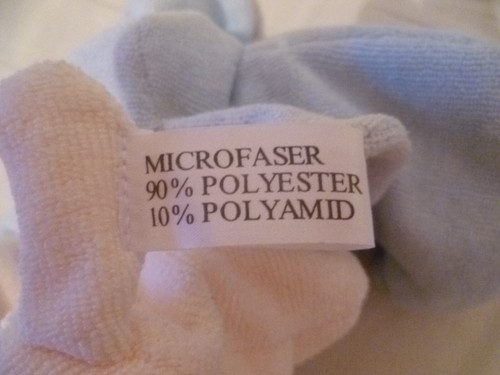 MICROFASER
90% POLYESTER
10% POLYAMID